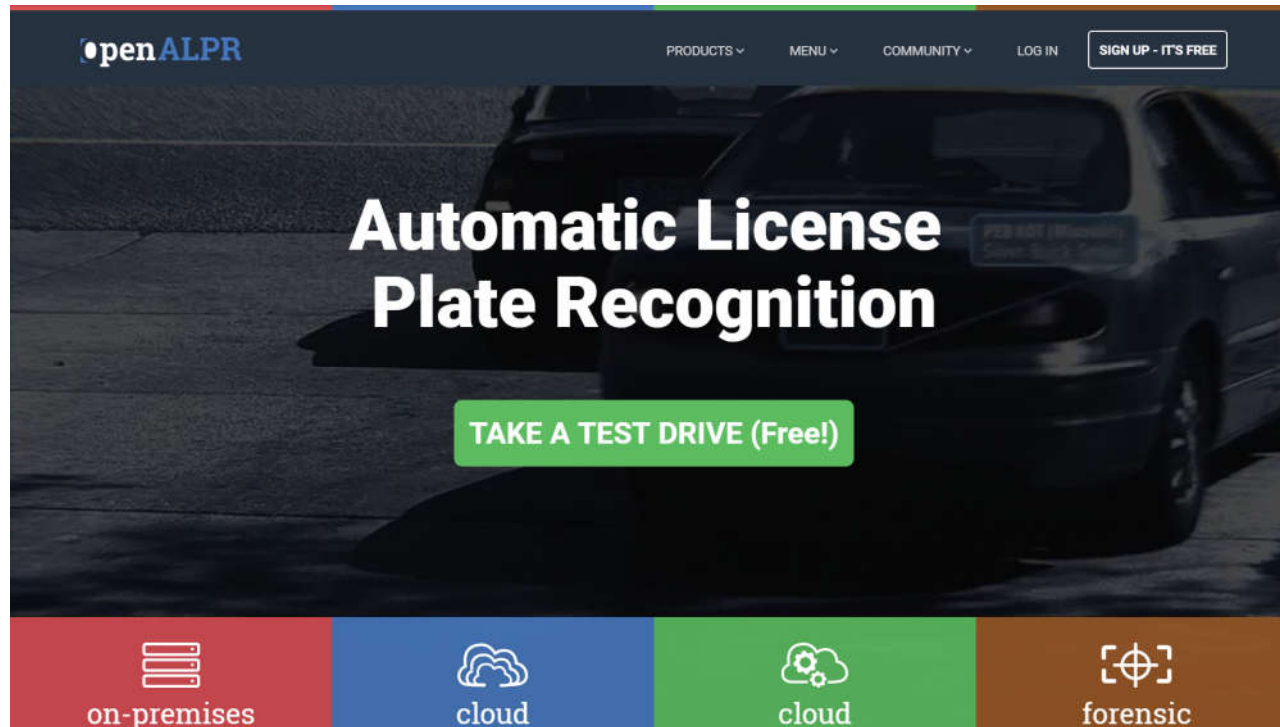 openALPR
PRODUCTS
MENU
COMMUNITY
LOG IN
SIGN UP - IT'S FREE
Automatic License
Plate Recognition
TAKE A TEST DRIVE (Free!)
on-premises
cloud
cloud
forensic